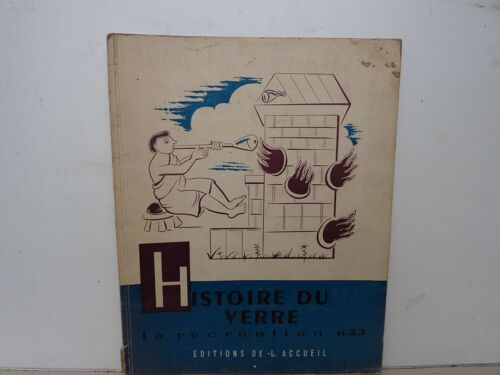 HISTOIRE DU
VERRE
la récréation n°23
EDITIONS DE L'ACCUEIL